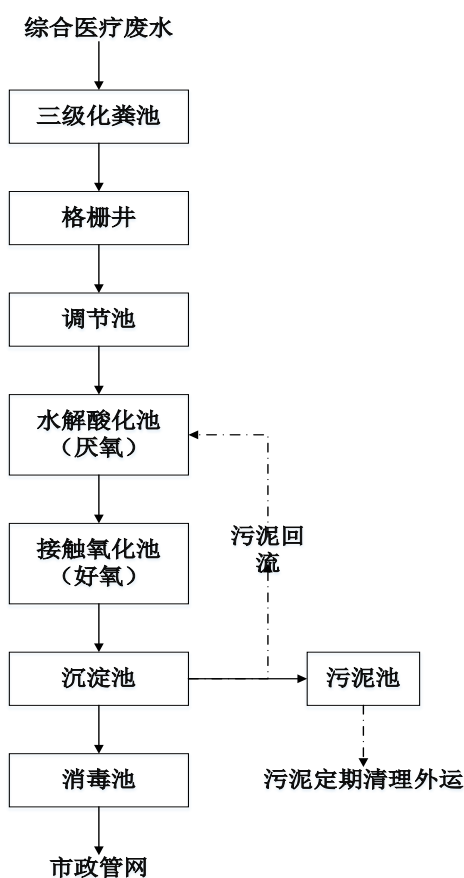 综合医疗废水
三级化粪池
格栅井
调节池
水解酸化池
（厌氧）
接触氧化池
（好氧）
污泥回
流
沉淀池
污泥池
消毒池
污泥定期清理外运
市政管网